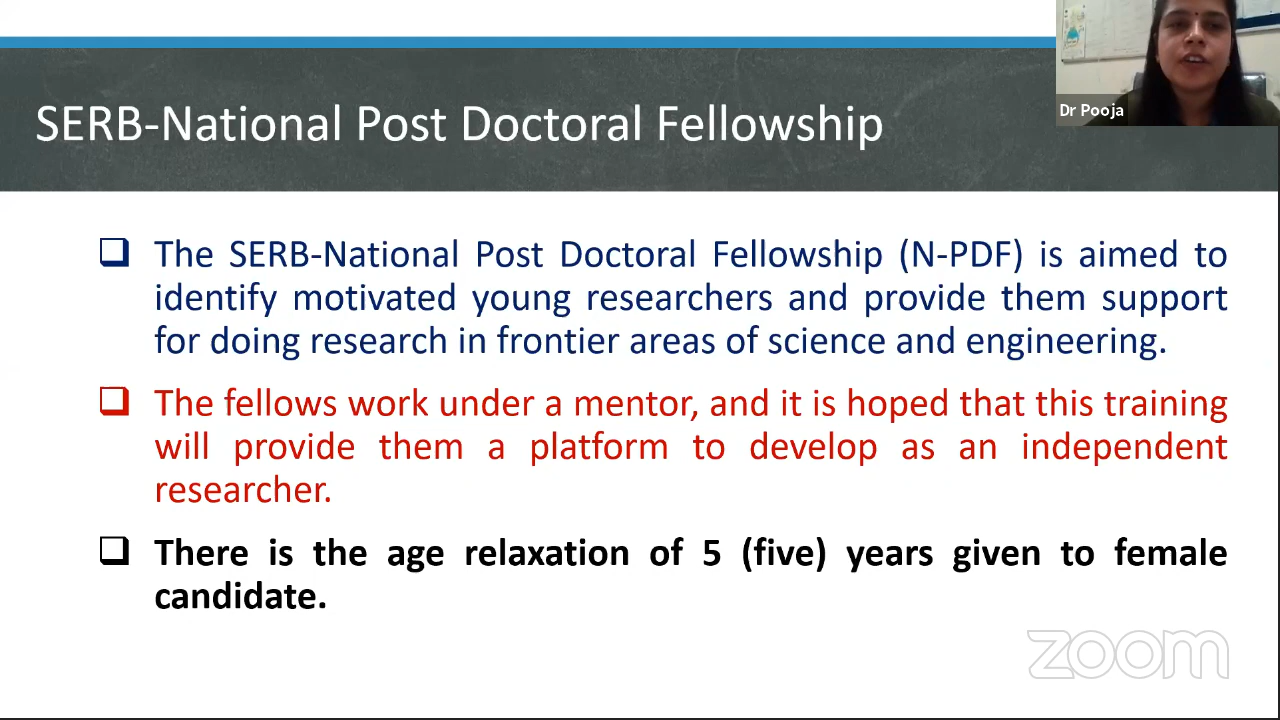 Dr Pooja
SERB-National Post Doctoral Fellowship
The SERB-National Post Doctoral Fellowship (N-PDF) is aimed to
identify motivated young researchers and provide them support
for doing research in frontier areas of science and engineering.
The fellows work under a mentor, and it is hoped that this training
will provide them a platform to develop as an independent
researcher.
There is the age relaxation of 5 (five) years given to female
candidate.
zoom